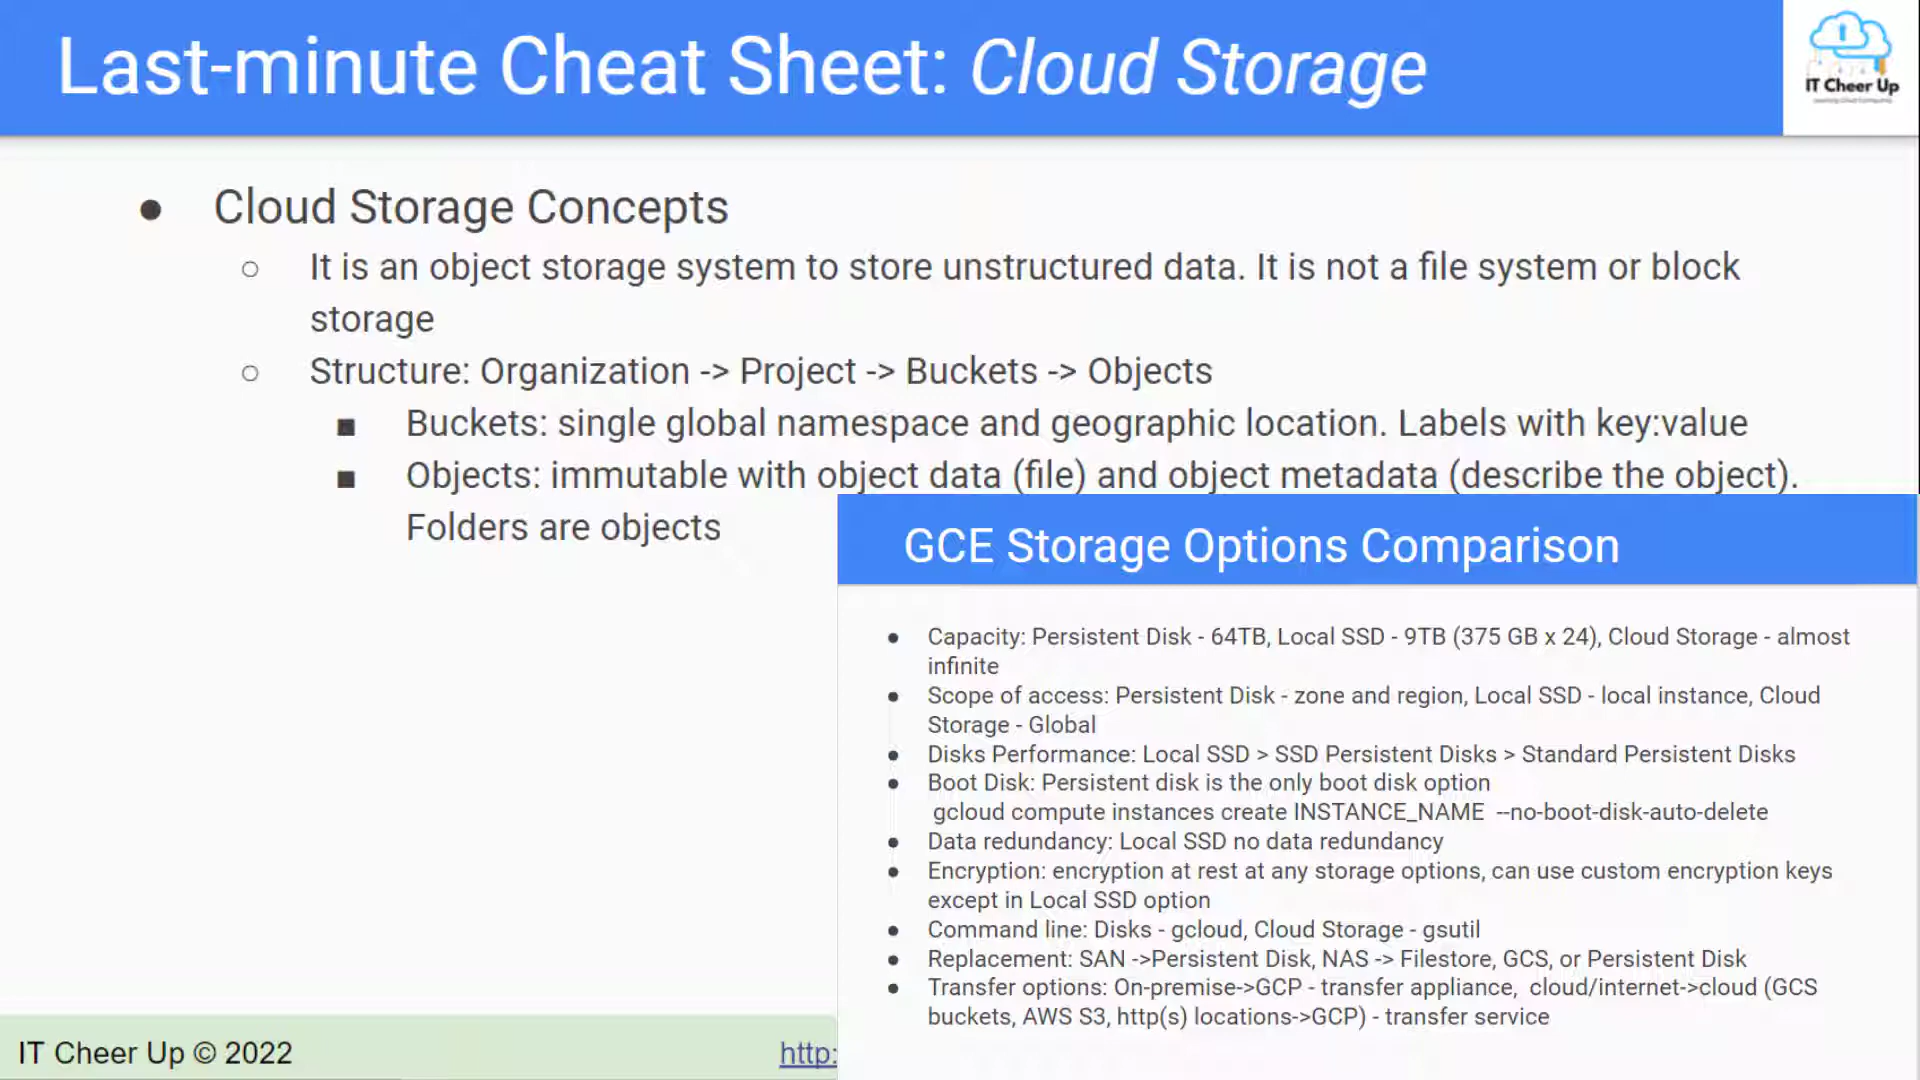 Last-minute Cheat Sheet: Cloud Storage
IT Cheer Up
● Cloud Storage Concepts
○ It is an object storage system to store unstructured data. It is not a file system or block
storage
○ Structure: Organization -> Project -> Buckets -> Objects
■ Buckets: single global namespace and geographic location. Labels with key:value
■ Objects: immutable with object data (file) and object metadata (describe the object).
Folders are objects
GCE Storage Options Comparison
● Capacity: Persistent Disk - 64TB, Local SSD - 9TB (375 GB x 24), Cloud Storage - almost
infinite
● Scope of access: Persistent Disk - zone and region, Local SSD - local instance, Cloud
Storage - Global
● Disks Performance: Local SSD > SSD Persistent Disks > Standard Persistent Disks
● Boot Disk: Persistent disk is the only boot disk option
gcloud compute instances create INSTANCE_NAME --no-boot-disk-auto-delete
● Data redundancy: Local SSD no data redundancy
● Encryption: encryption at rest at any storage options, can use custom encryption keys
except in Local SSD option
● Command line: Disks - gcloud, Cloud Storage - gsutil
● Replacement: SAN ->Persistent Disk, NAS -> Filestore, GCS, or Persistent Disk
● Transfer options: On-premise->GCP - transfer appliance, cloud/internet->cloud (GCS
buckets, AWS S3, http(s) locations->GCP) - transfer service
IT Cheer Up © 2022
http: